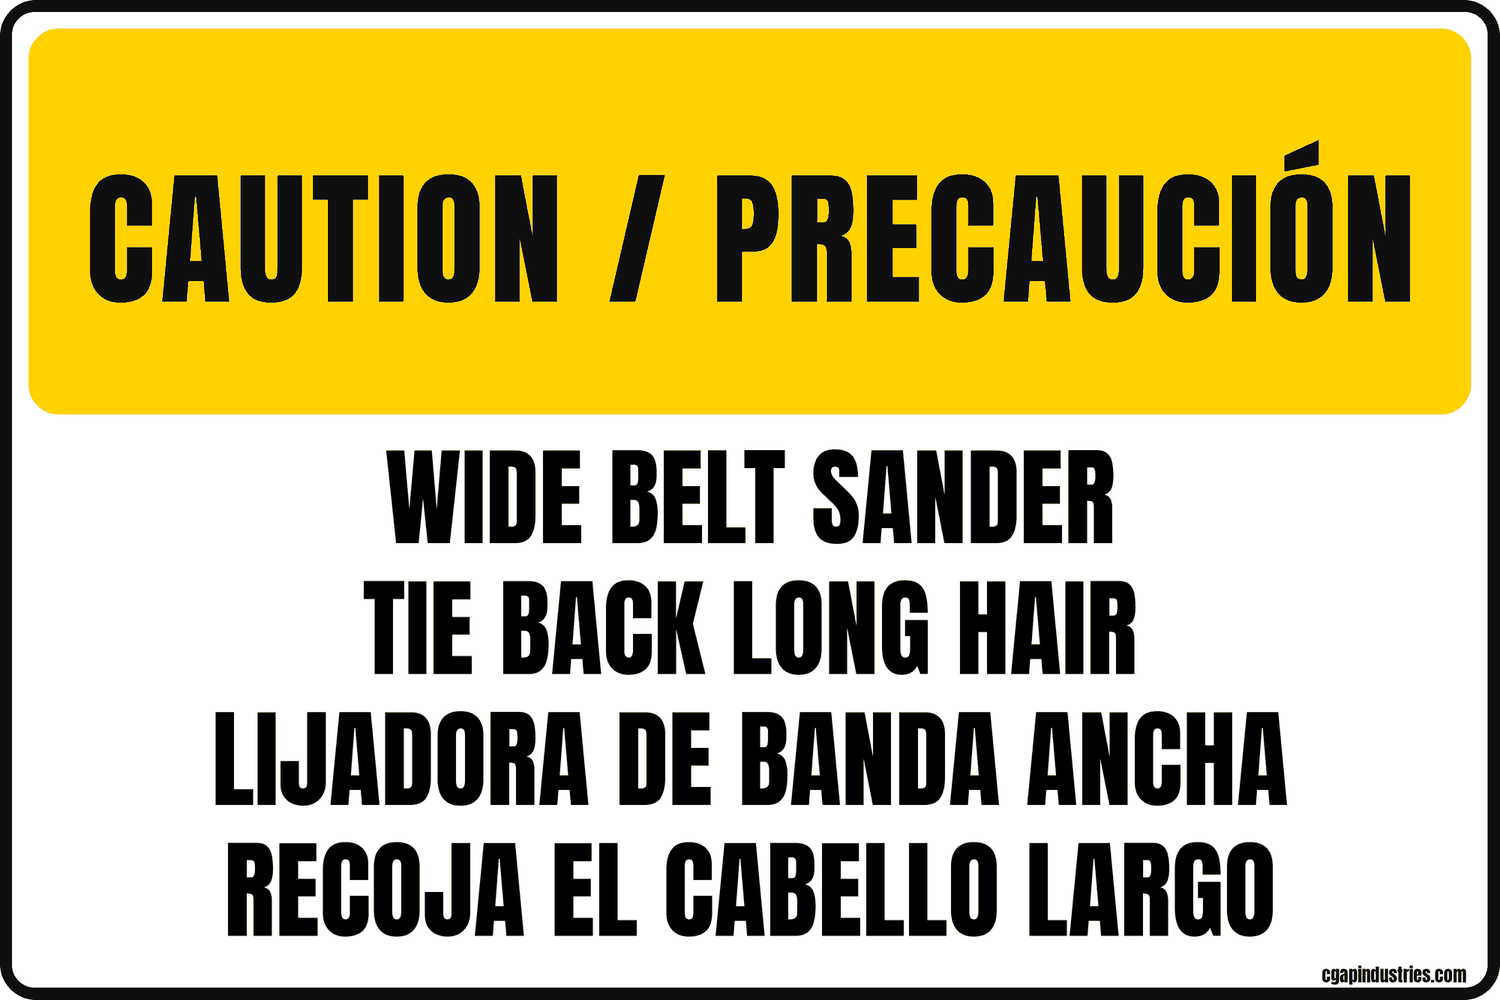 CAUTION / PRECAUCIÓN
WIDE BELT SANDER
TIE BACK LONG HAIR
LIJADORA DE BANDA ANCHA
RECOJA EL CABELLO LARGO
cgapindustries.com